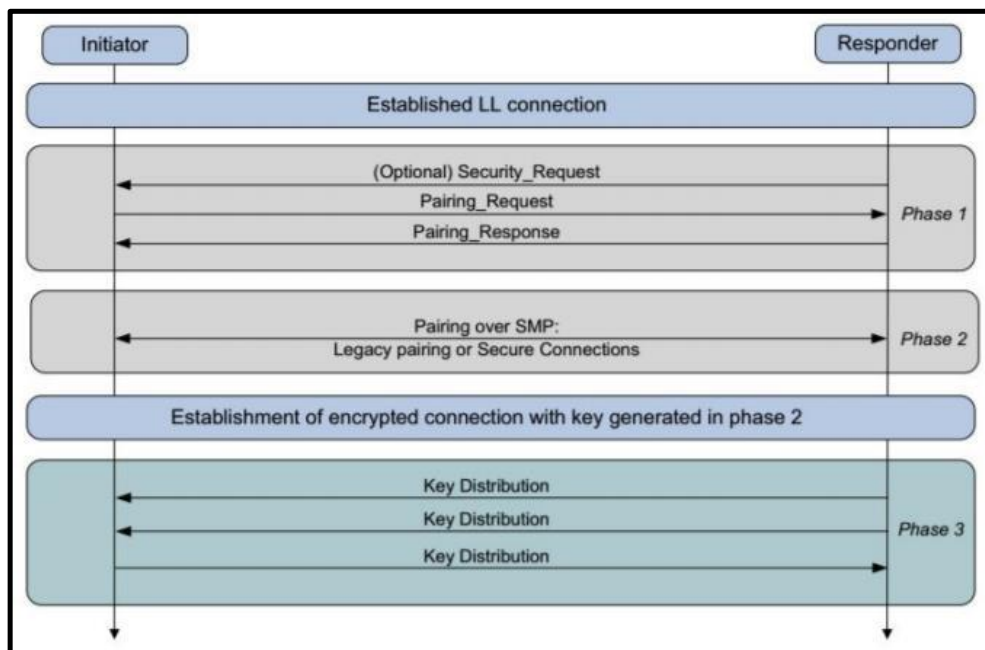 Initiator
Responder
Established LL connection
(Optional) Security_Request
Pairing_Request
Phase 1
Pairing_Response
Pairing over SMP:
Phase 2
Legacy pairing or Secure Connections
Establishment of encrypted connection with key generated in phase 2
Key Distribution
Key Distribution
Phase 3
Key Distribution